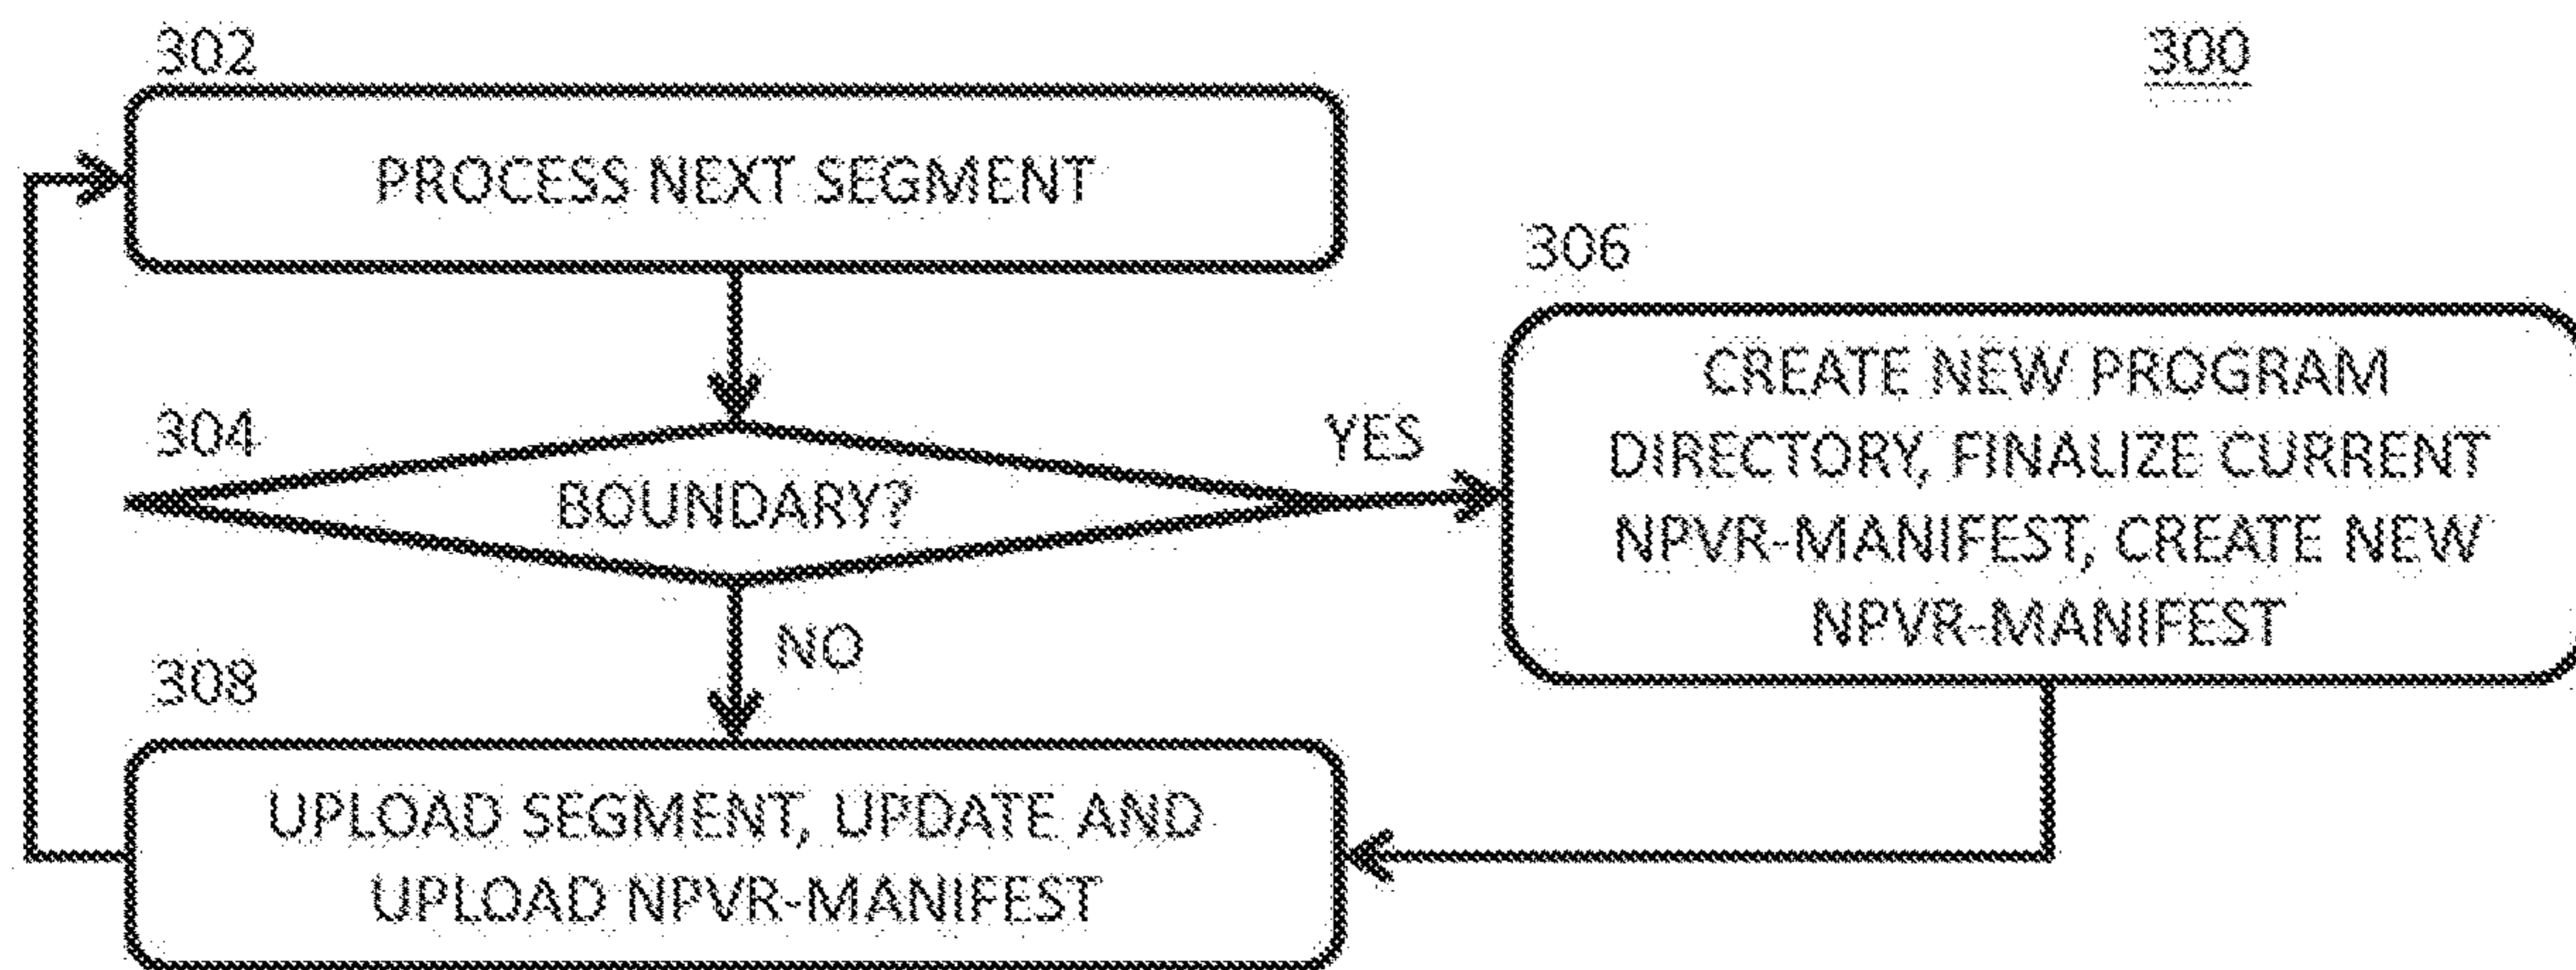 302
300
PROCESS NEXT SEGMENT
306
CREATE NEW PROGRAM
DIRECTORY, FINALIZE CURRENT
NPVR-MANIFEST, CREATE NEW
NPVR-MANIFEST
304
YES
BOUNDARY?
NO
308
UPLOAD SEGMENT, UPDATE AND
UPLOAD NPVR-MANIFEST